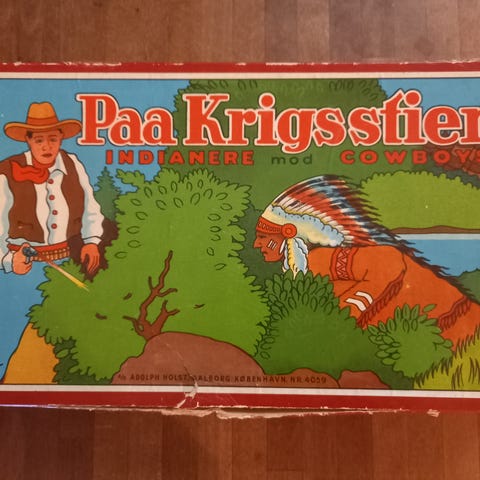 Paa Krigsstien
INDIANERE mod COWBOYS
A/S ADOLPH HOLST, AALBORG, KØBENHAVN, NR. 4059